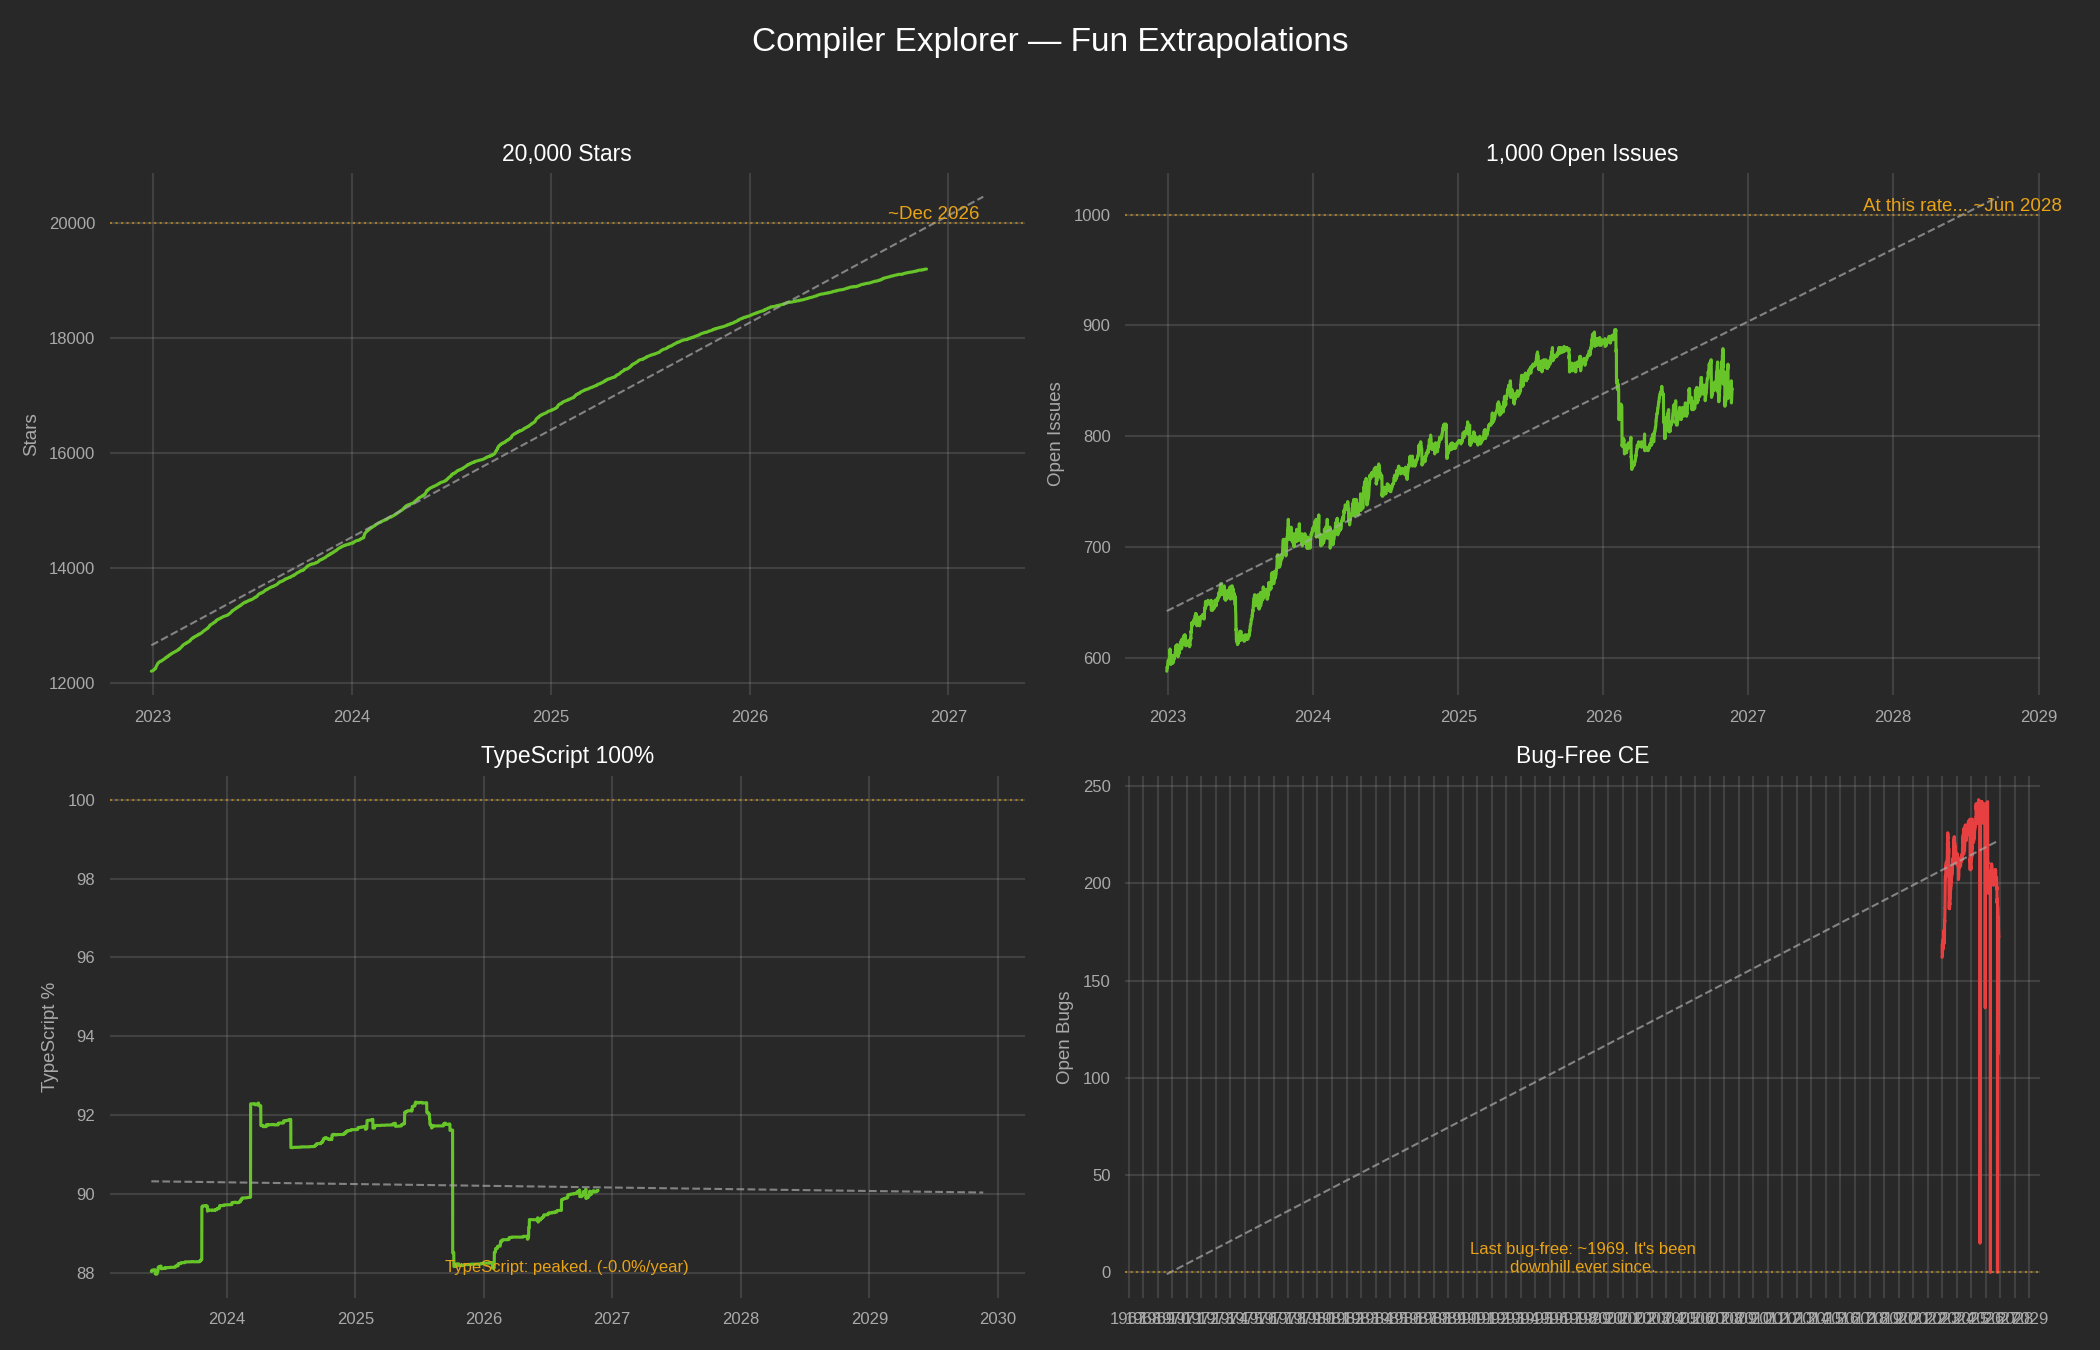 Compiler Explorer — Fun Extrapolations
20,000 Stars
Stars
20000
18000
16000
14000
12000
~Dec 2026
2023 2024 2025 2026 2027
1,000 Open Issues
Open Issues
1000
900
800
700
600
At this rate... ~Jun 2028
2023 2024 2025 2026 2027 2028 2029
TypeScript 100%
TypeScript %
100
98
96
94
92
90
88
TypeScript: peaked. (-0.0%/year)
2024 2025 2026 2027 2028 2029 2030
Bug-Free CE
Open Bugs
250
200
150
100
50
0
Last bug-free: ~1969. It's been
downhill ever since.